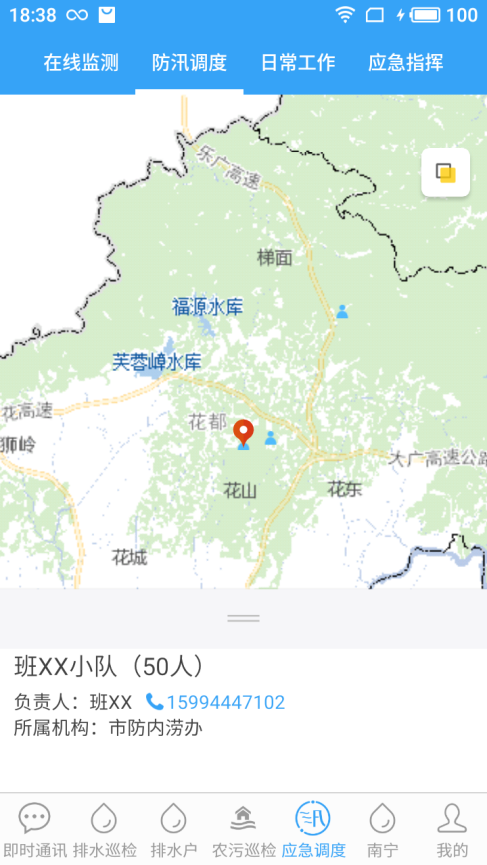 18:38 100
在线监测 防汛调度 日常工作 应急指挥
乐广高速
梯面
福源水库
芙蓉嶂水库
花高速
花都
狮岭
大广高速公路
花山 花东
花城
班XX小队（50人）
负责人：班XX 15994447102
所属机构：市防内涝办
汛
即时通讯 排水巡检 排水户 农污巡检 应急调度 南宁 我的